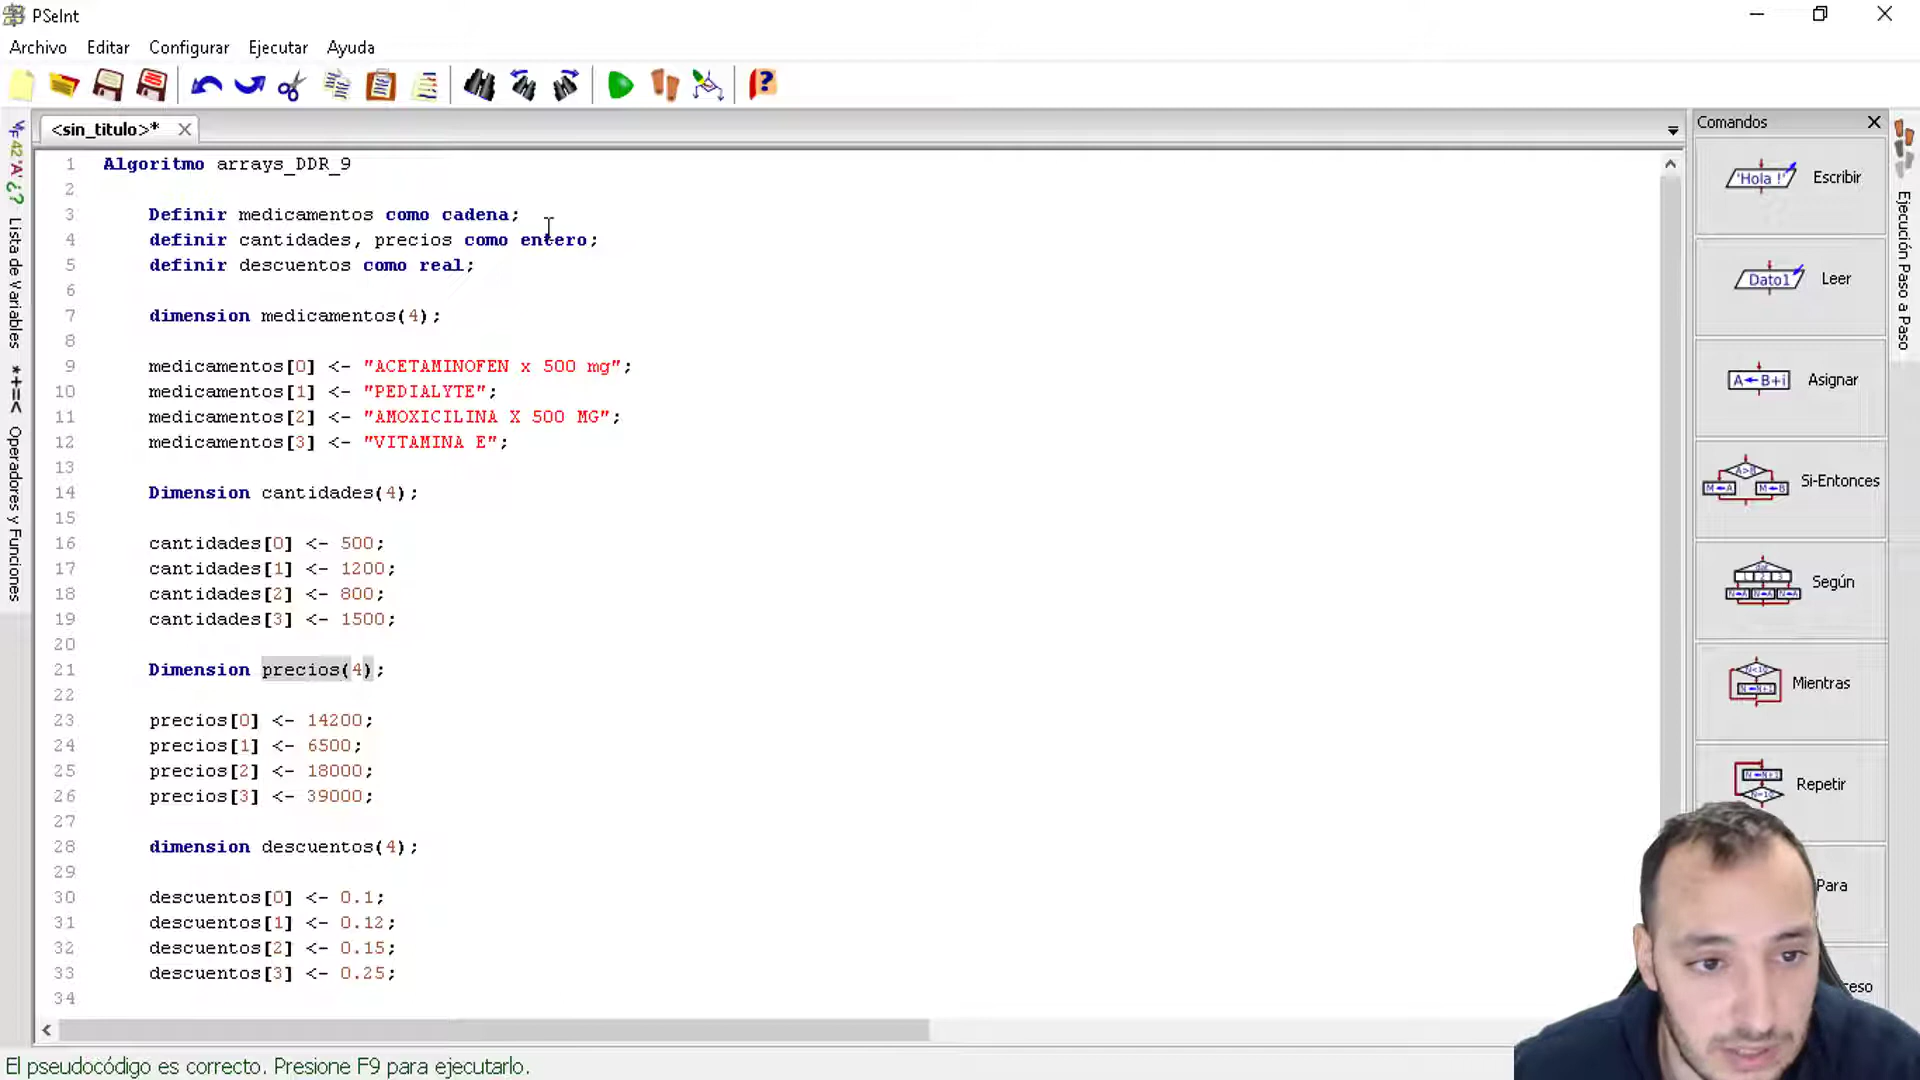 PSeInt
Archivo Editar Configurar Ejecutar Ayuda
<sin_titulo>*
Comandos
1 Algoritmo arrays_DDR_9
2
3 Definir medicamentos como cadena;
4 definir cantidades, precios como entero;
5 definir descuentos como real;
6
7 dimension medicamentos(4);
8
9 medicamentos[0] <- "ACETAMINOFEN x 500 mg";
10 medicamentos[1] <- "PEDIALYTE";
11 medicamentos[2] <- "AMOXICILINA X 500 MG";
12 medicamentos[3] <- "VITAMINA E";
13
14 Dimension cantidades(4);
15
16 cantidades[0] <- 500;
17 cantidades[1] <- 1200;
18 cantidades[2] <- 800;
19 cantidades[3] <- 1500;
20
21 Dimension precios(4);
22
23 precios[0] <- 14200;
24 precios[1] <- 6500;
25 precios[2] <- 18000;
26 precios[3] <- 39000;
27
28 dimension descuentos(4);
29
30 descuentos[0] <- 0.1;
31 descuentos[1] <- 0.12;
32 descuentos[2] <- 0.15;
33 descuentos[3] <- 0.25;
34
Lista de Variables
*+=< Operadores y Funciones
'Hola !' Escribir
Dato1 Leer
A←B+i Asignar
Si-Entonces
Según
Mientras
Repetir
Para
eso
Ejecución Paso a Paso
El pseudocódigo es correcto. Presione F9 para ejecutarlo.